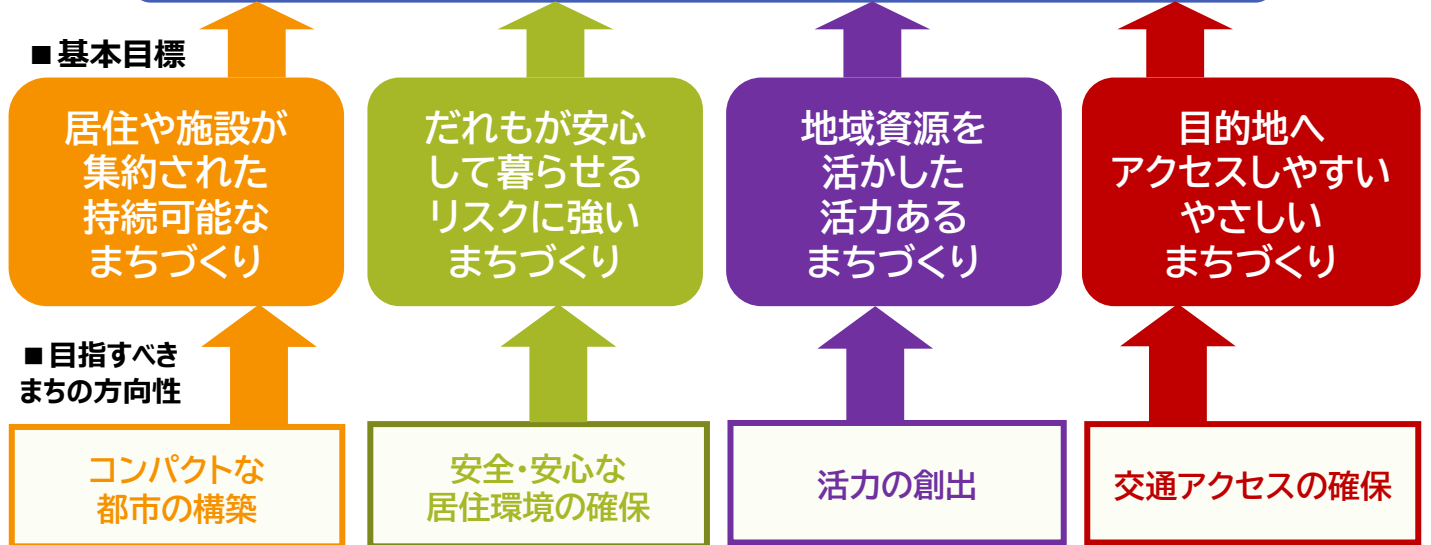 ■基本目標
居住や施設が
集約された
持続可能な
まちづくり
だれもが安心
して暮らせる
リスクに強い
まちづくり
地域資源を
活かした
活力ある
まちづくり
目的地へ
アクセスしやすい
やさしい
まちづくり
■目指すべき
まちの方向性
コンパクトな
都市の構築
安全・安心な
居住環境の確保
活力の創出
交通アクセスの確保